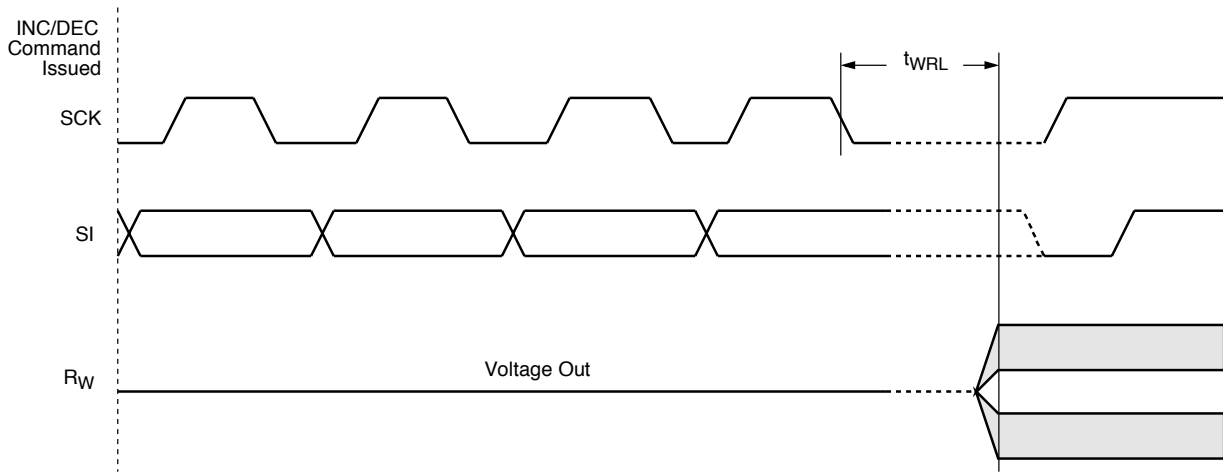 INC/DEC
Command
Issued
tWRL
SCK
SI
Voltage Out
RW